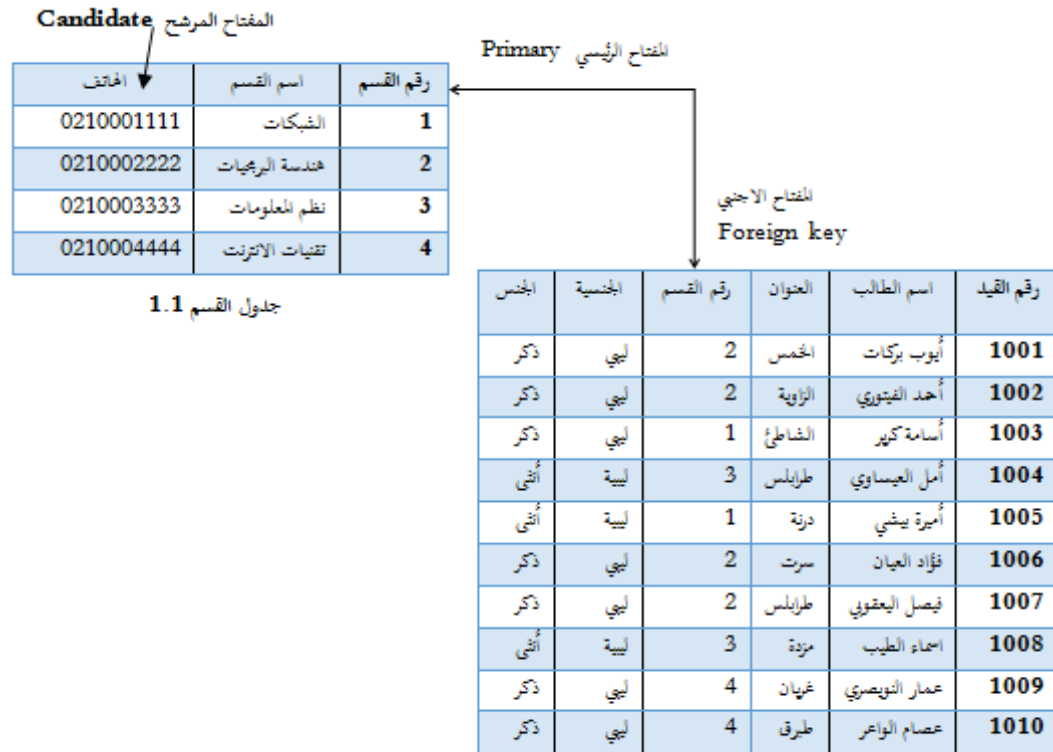 المفتاح المرشح Candidate
المفتاح الرئيسي Primary
رقم القسم اسم القسم الهاتف
1 الشبكات 0210001111
2 هندسة البرمجيات 0210002222
3 نظم المعلومات 0210003333
4 تقنيات الانترنت 0210004444
جدول القسم 1.1
المفتاح الاجنبي
Foreign key
رقم القيد اسم الطالب العنوان رقم القسم الجنسية الجنس
1001 أيوب بركات الخمس 2 ليبي ذكر
1002 أحمد الفيتوري الزاوية 2 ليبي ذكر
1003 أسامة كرير الشاطئ 1 ليبي ذكر
1004 أمل العيساوي طرابلس 3 ليبية أنثى
1005 أميرة بيشي درنة 1 ليبية أنثى
1006 فؤاد العيان سرت 2 ليبي ذكر
1007 فيصل اليعقوبي طرابلس 2 ليبي ذكر
1008 اسماء الطيب مزدة 3 ليبية أنثى
1009 عمار النويصري غريان 4 ليبي ذكر
1010 عصام الواعر طبرق 4 ليبي ذكر